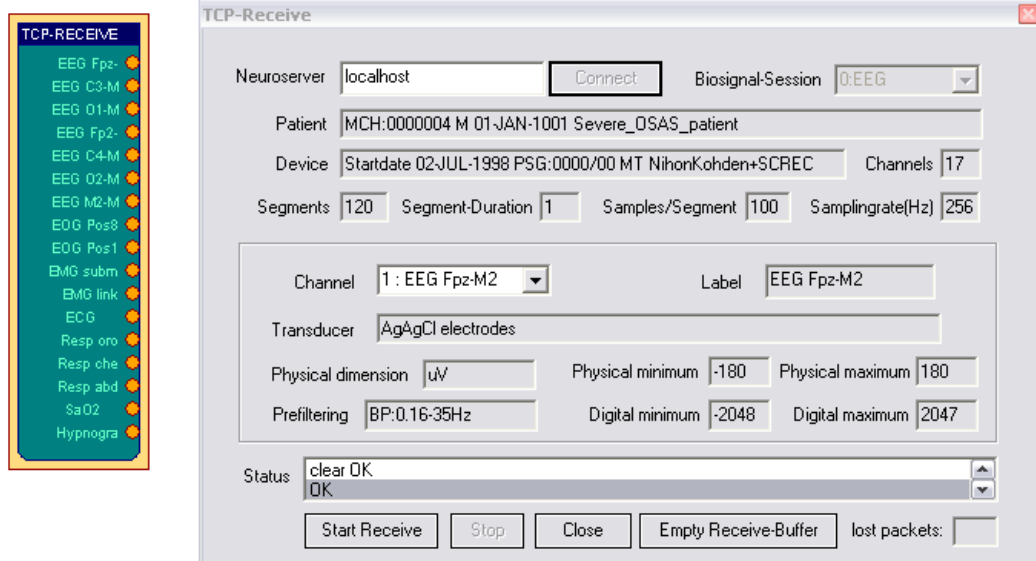 TCP-RECEIVE
EEG Fpz-
EEG C3-M
EEG O1-M
EEG Fp2-
EEG C4-M
EEG O2-M
EEG M2-M
EOG Pos8
EOG Pos1
EMG subm
EMG link
ECG
Resp oro
Resp che
Resp abd
SaO2
Hypnogra
TCP-Receive
Neuroserver localhost Connect Biosignal-Session 0:EEG
Patient MCH:0000004 M 01-JAN-1001 Severe_OSAS_patient
Device Startdate 02-JUL-1998 PSG:0000/00 MT NihonKohden+SCREC Channels 17
Segments 120 Segment-Duration 1 Samples/Segment 100 Samplingrate(Hz) 256
Channel 1 : EEG Fpz-M2 Label EEG Fpz-M2
Transducer AgAgCl electrodes
Physical dimension uV Physical minimum -180 Physical maximum 180
Prefiltering BP:0.16-35Hz Digital minimum -2048 Digital maximum 2047
Status clear OK
OK
Start Receive Stop Close Empty Receive-Buffer lost packets: